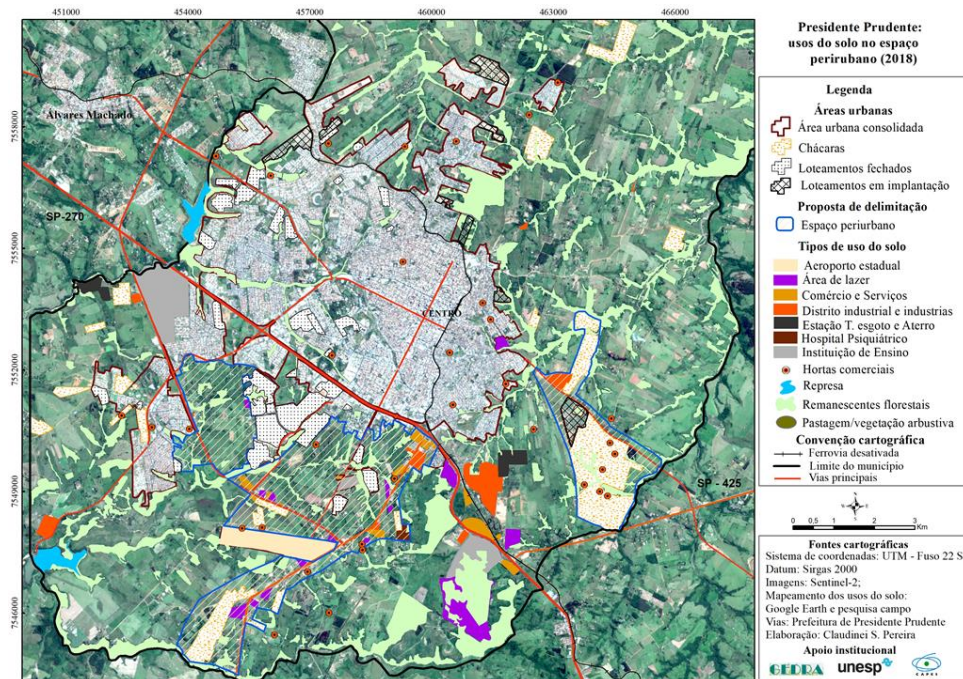 451000
454000
457000
460000
463000
466000
7558000
7555000
7552000
7549000
7546000
Álvares Machado
SP-270
CENTRO
SP - 425
Presidente Prudente:
usos do solo no espaço
perirubano (2018)
Legenda
Áreas urbanas
Área urbana consolidada
Chácaras
Loteamentos fechados
Loteamentos em implantação
Proposta de delimitação
Espaço periurbano
Tipos de uso do solo
Aeroporto estadual
Área de lazer
Comércio e Serviços
Distrito industrial e industrias
Estação T. esgoto e Aterro
Hospital Psiquiátrico
Instituição de Ensino
Hortas comerciais
Represa
Remanescentes florestais
Pastagem/vegetação arbustiva
Convenção cartográfica
Ferrovia desativada
Limite do município
Vias principais
0 0,5 1 2 3
Km
Fontes cartográficas
Sistema de coordenadas: UTM - Fuso 22 S
Datum: Sirgas 2000
Imagens: Sentinel-2;
Mapeamento dos usos do solo:
Google Earth e pesquisa campo
Vias: Prefeitura de Presidente Prudente
Elaboração: Claudinei S. Pereira
Apoio institucional
GEDRA
unesp
CAPES